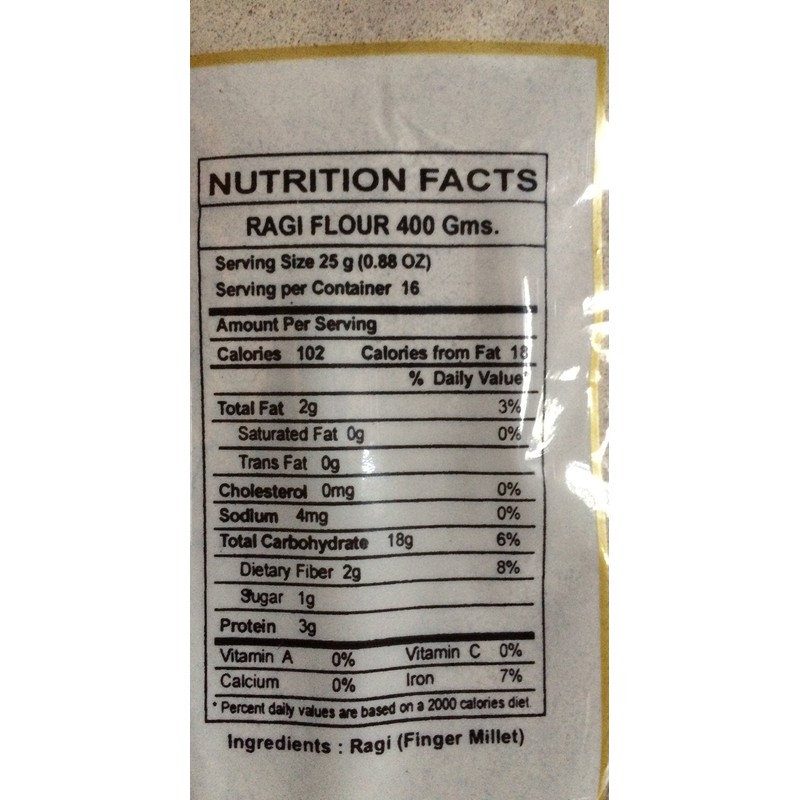 NUTRITION FACTS
RAGI FLOUR 400 Gms.
Serving Size 25 g (0.88 OZ)
Serving per Container 16
Amount Per Serving
Calories 102 Calories from Fat 18
% Daily Value*
Total Fat 2g 3%
Saturated Fat 0g 0%
Trans Fat 0g
Cholesterol 0mg 0%
Sodium 4mg 0%
Total Carbohydrate 18g 6%
Dietary Fiber 2g 8%
Sugar 1g
Protein 3g
Vitamin A 0% Vitamin C 0%
Calcium 0% Iron 7%
* Percent daily values are based on a 2000 calories diet
Ingredients : Ragi (Finger Millet)